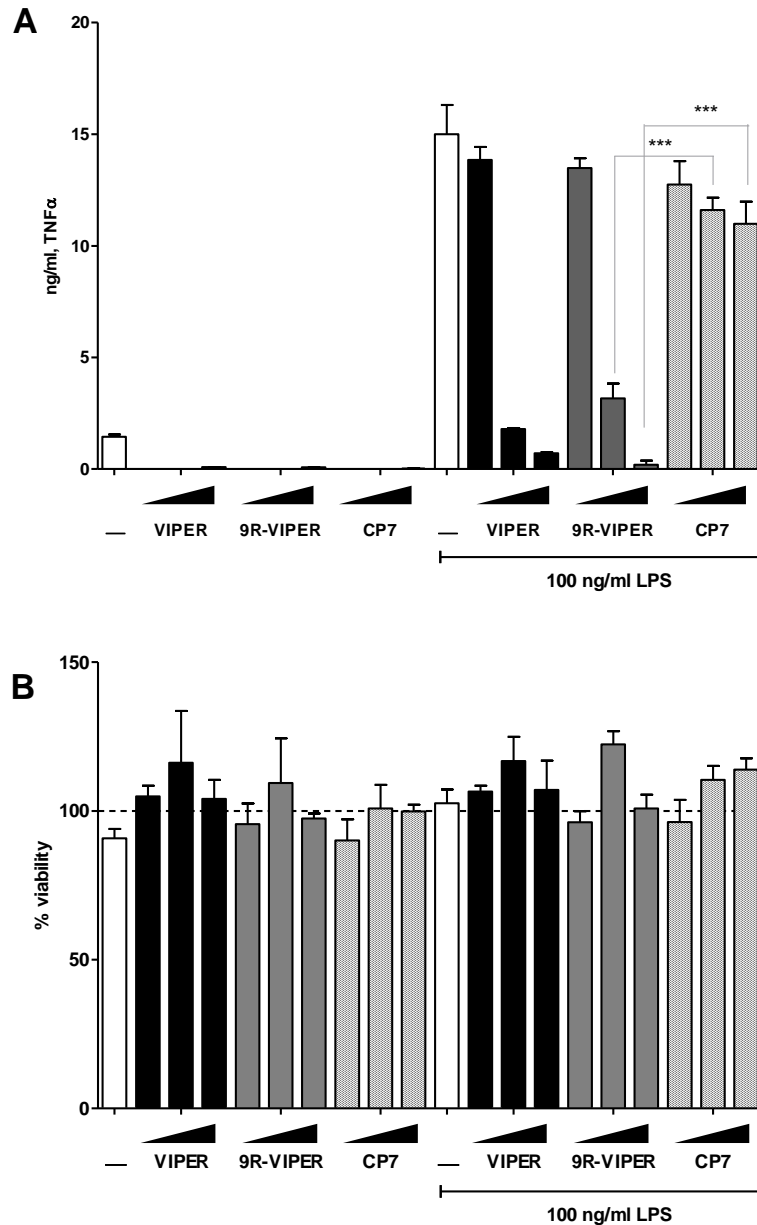 A
20
15
10
5
0
ng/ml, TNFα
***
***
— VIPER 9R-VIPER CP7 — VIPER 9R-VIPER CP7
100 ng/ml LPS
B
150
100
50
0
% viability
— VIPER 9R-VIPER CP7 — VIPER 9R-VIPER CP7
100 ng/ml LPS